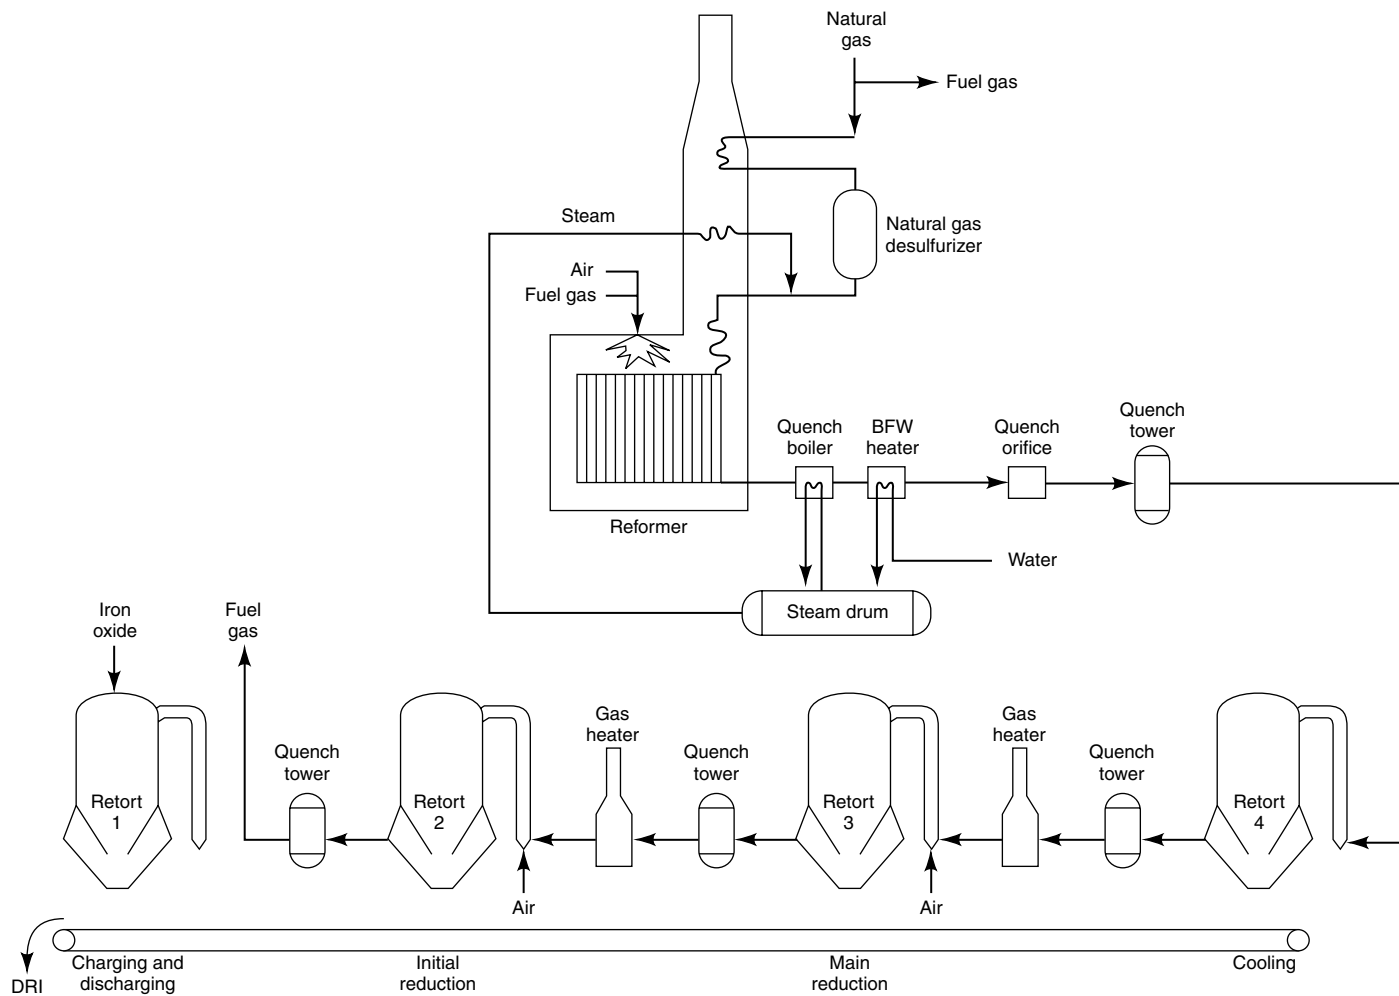 Natural
gas
Fuel gas
Steam
Natural gas
desulfurizer
Air
Fuel gas
Quench
boiler
BFW
heater
Quench
orifice
Quench
tower
Reformer
Water
Steam drum
Iron
oxide
Fuel
gas
Gas
heater
Gas
heater
Quench
tower
Quench
tower
Quench
tower
Retort
1
Retort
2
Retort
3
Retort
4
Air
Air
DRI
Charging and
discharging
Initial
reduction
Main
reduction
Cooling